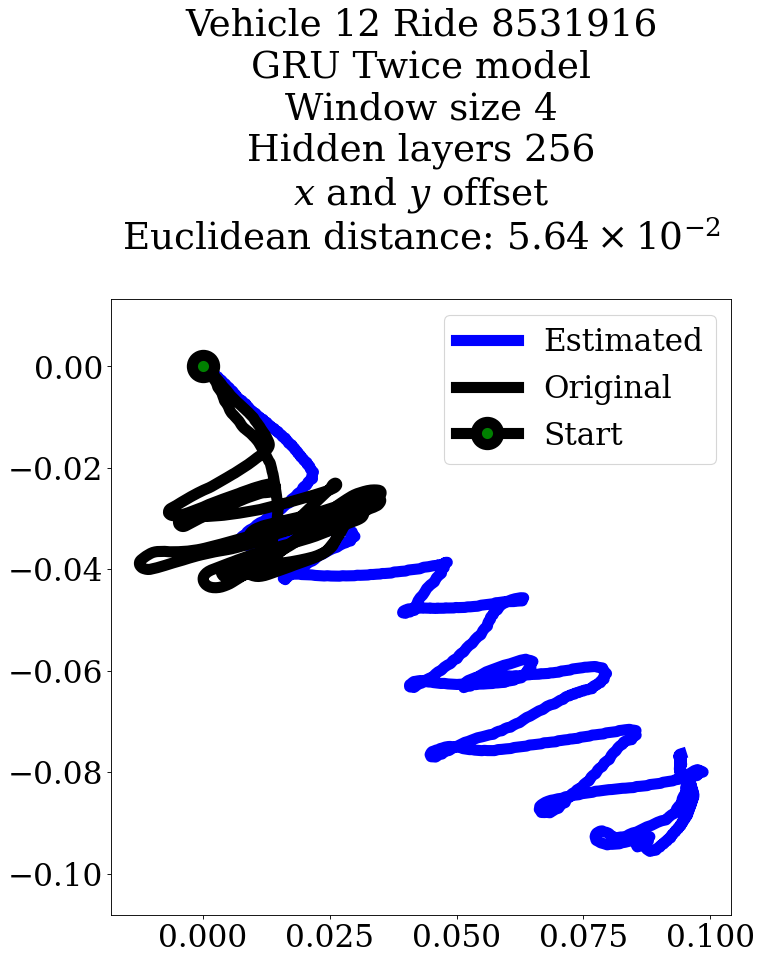 Vehicle 12 Ride 8531916
GRU Twice model
Window size 4
Hidden layers 256
x and y offset
Euclidean distance: 5.64 × 10⁻²
Estimated
Original
Start
0.00
−0.02
−0.04
−0.06
−0.08
−0.10
0.000 0.025 0.050 0.075 0.100